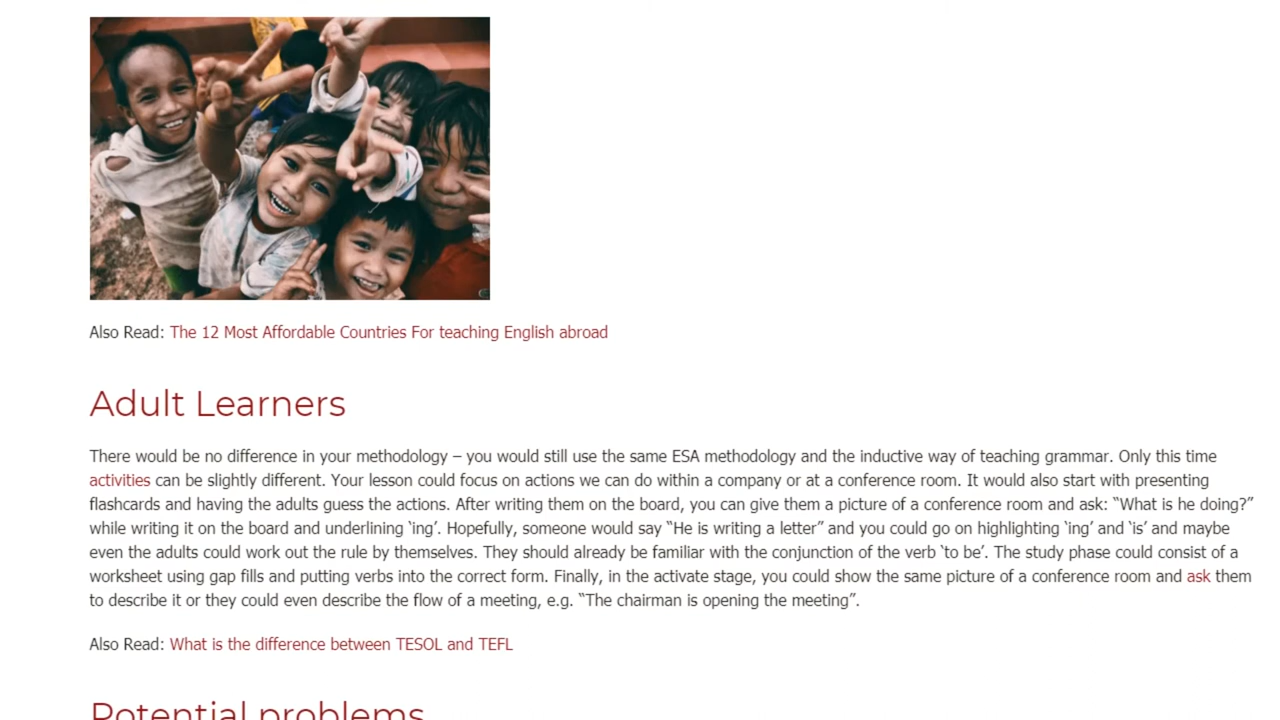 Also Read: The 12 Most Affordable Countries For teaching English abroad
Adult Learners
There would be no difference in your methodology – you would still use the same ESA methodology and the inductive way of teaching grammar. Only this time
activities can be slightly different. Your lesson could focus on actions we can do within a company or at a conference room. It would also start with presenting
flashcards and having the adults guess the actions. After writing them on the board, you can give them a picture of a conference room and ask: “What is he doing?”
while writing it on the board and underlining ‘ing’. Hopefully, someone would say “He is writing a letter” and you could go on highlighting ‘ing’ and ‘is’ and maybe
even the adults could work out the rule by themselves. They should already be familiar with the conjunction of the verb ‘to be’. The study phase could consist of a
worksheet using gap fills and putting verbs into the correct form. Finally, in the activate stage, you could show the same picture of a conference room and ask them
to describe it or they could even describe the flow of a meeting, e.g. “The chairman is opening the meeting”.
Also Read: What is the difference between TESOL and TEFL
Potential problems